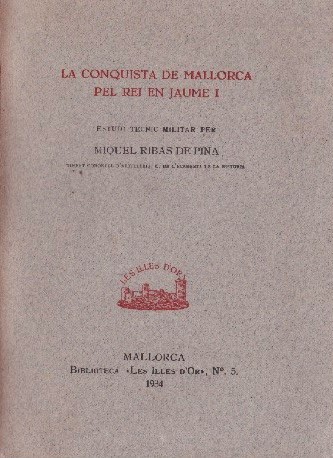 LA CONQUISTA DE MALLORCA
PEL REI EN JAUME I
ESTUDI TECNIC MILITAR PER
MIQUEL RIBAS DE PINA
LES ILLES D'OR
MALLORCA
BIBLIOTECA «LES ILLES D'OR», Nº. 5.
1934